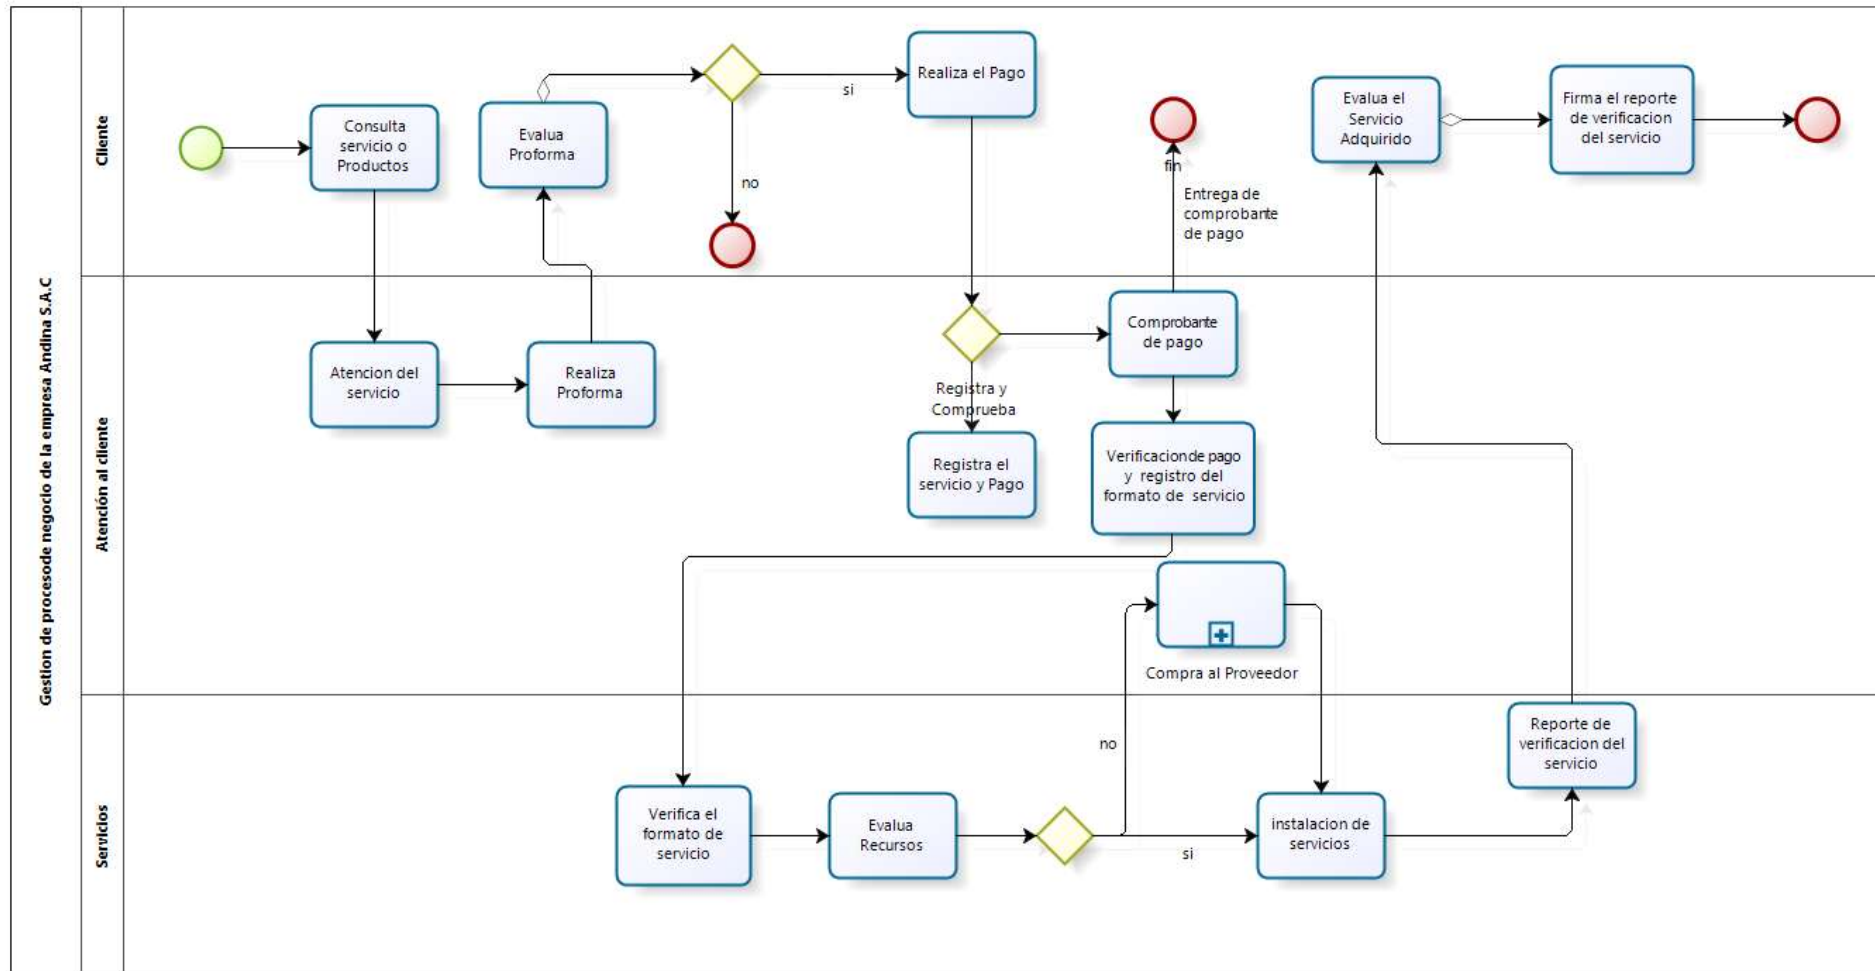 Gestion de procesode negocio de la empresa Andina S.A.C
Cliente
Consulta
servicio o
Productos
Evalua
Proforma
si
no
Realiza el Pago
fin
Entrega de
comprobante
de pago
Evalua el
Servicio
Adquirido
Firma el reporte
de verificacion
del servicio
Atención al cliente
Atencion del
servicio
Realiza
Proforma
Registra y
Comprueba
Registra el
servicio y Pago
Comprobante
de pago
Verificacionde pago
y registro del
formato de servicio
Compra al Proveedor
Servicios
Verifica el
formato de
servicio
Evalua
Recursos
no
si
instalacion de
servicios
Reporte de
verificacion del
servicio